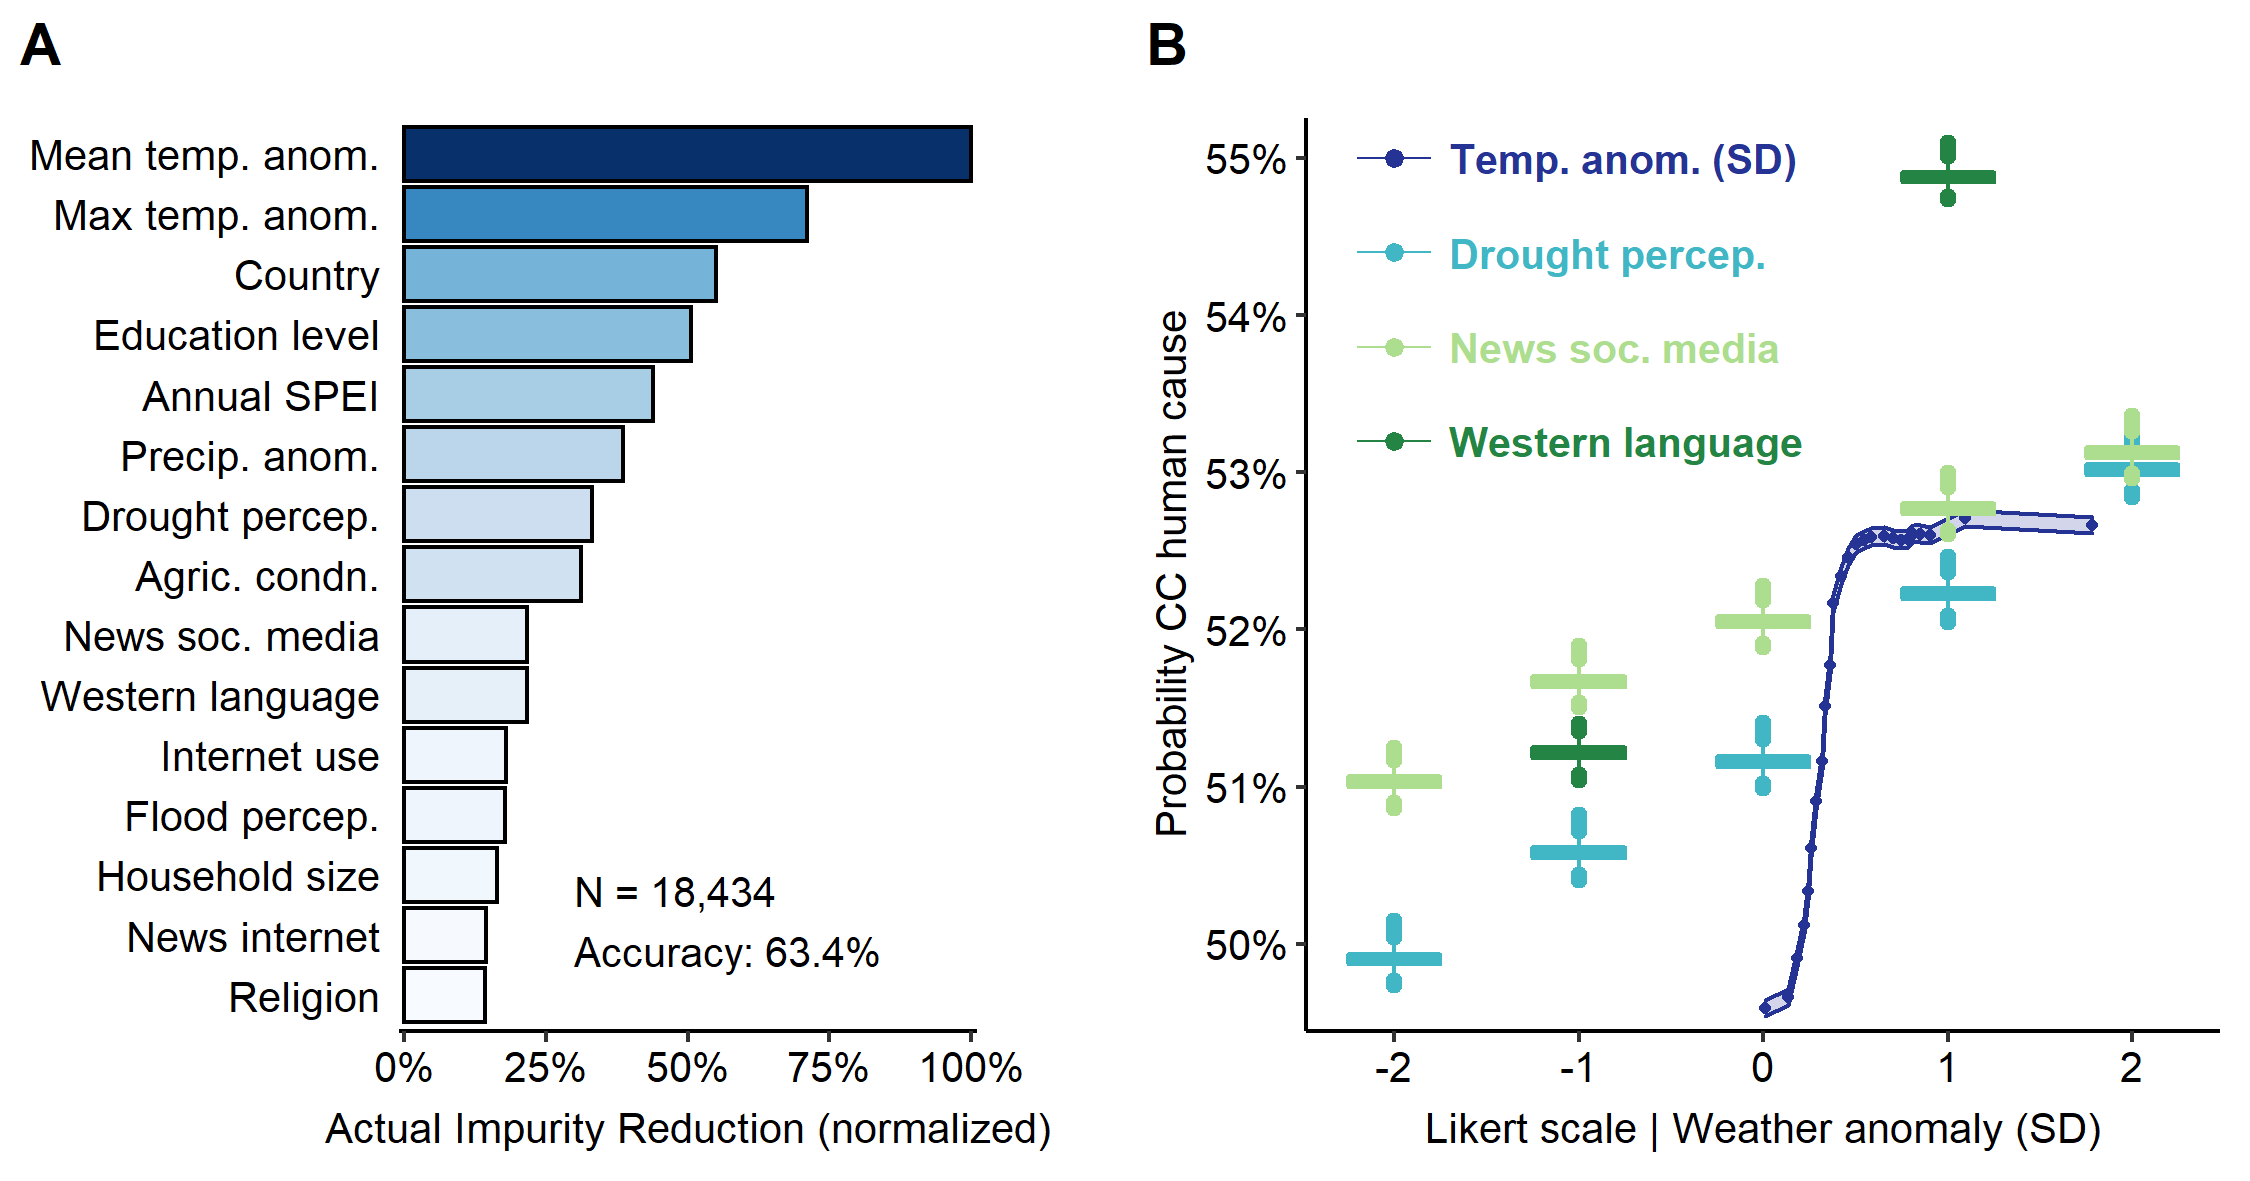 A
Mean temp. anom.
Max temp. anom.
Country
Education level
Annual SPEI
Precip. anom.
Drought percep.
Agric. condn.
News soc. media
Western language
Internet use
Flood percep.
Household size
News internet
Religion
N = 18,434
Accuracy: 63.4%
0% 25% 50% 75% 100%
Actual Impurity Reduction (normalized)
B
Probability CC human cause
55%
54%
53%
52%
51%
50%
Temp. anom. (SD)
Drought percep.
News soc. media
Western language
-2 -1 0 1 2
Likert scale | Weather anomaly (SD)